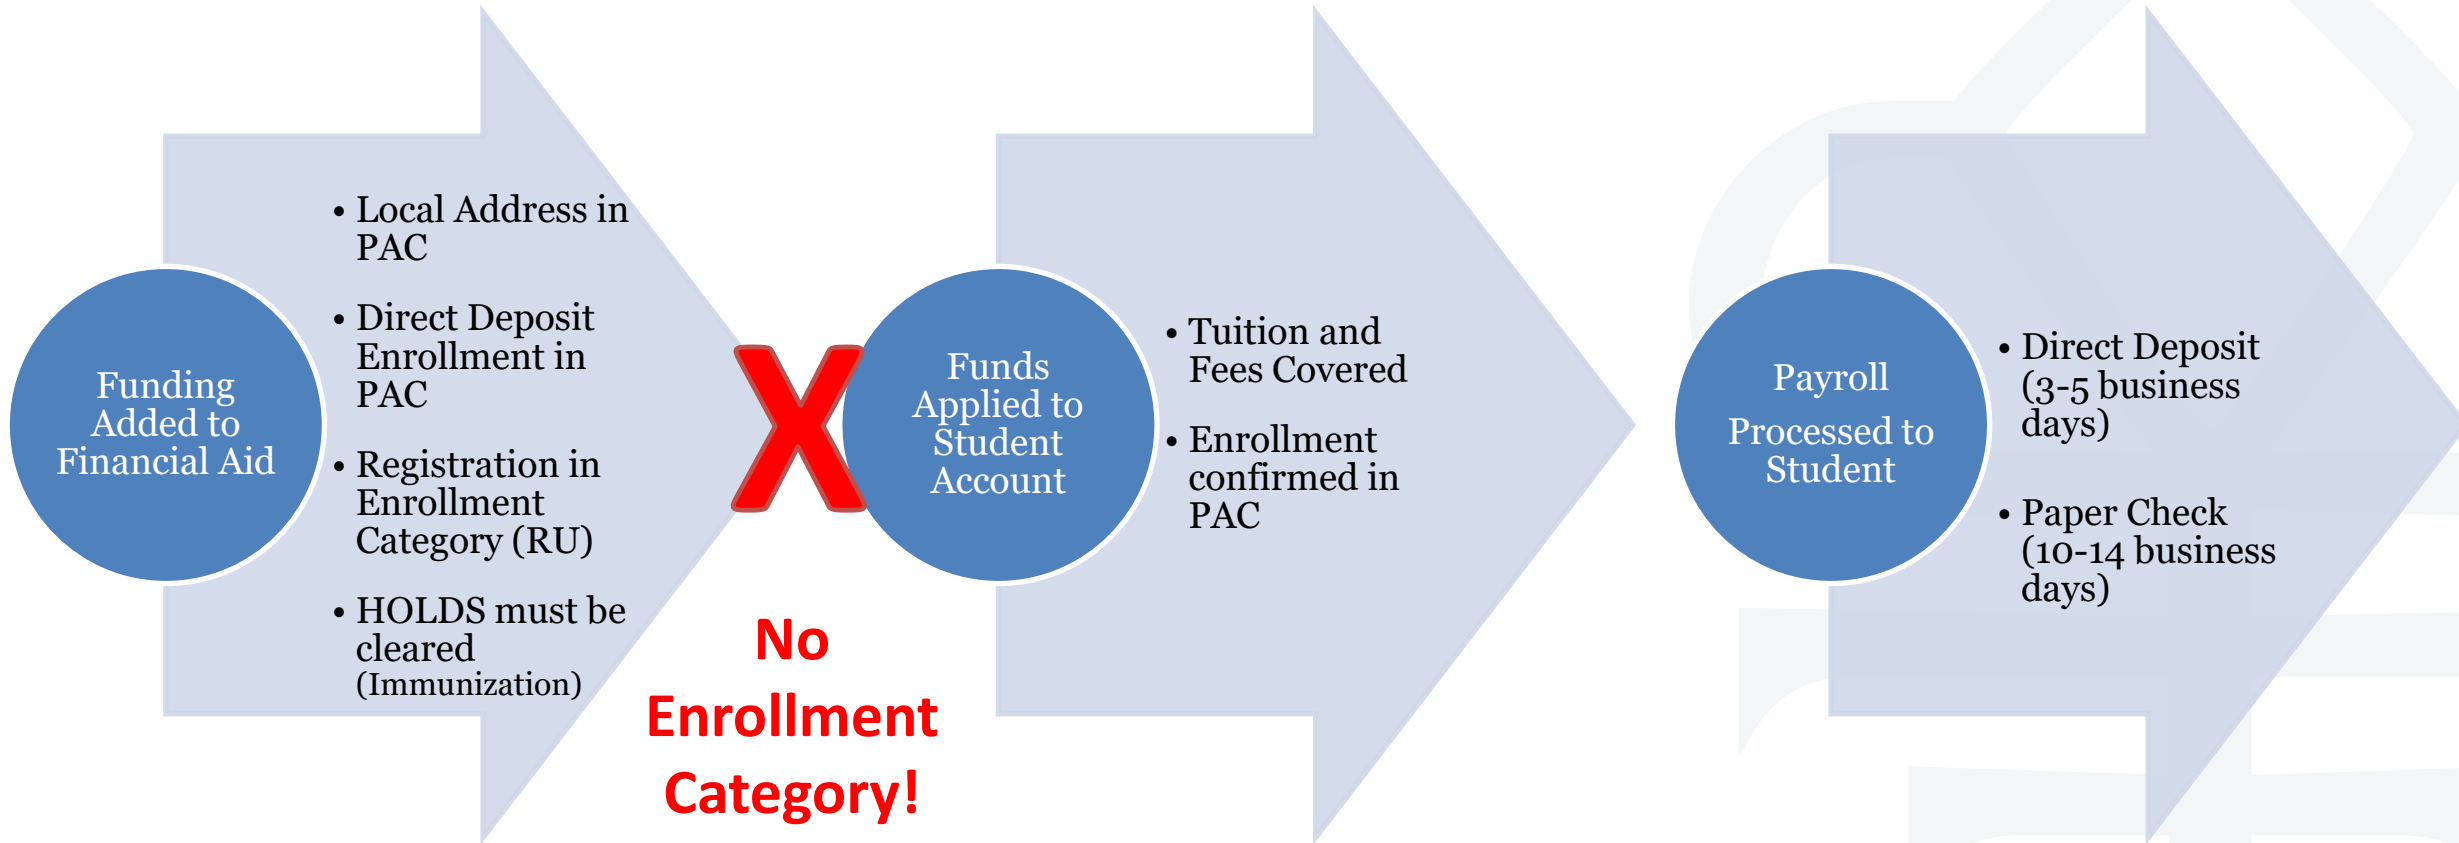 Funding
Added to
Financial Aid
• Local Address in
PAC
• Direct Deposit
Enrollment in
PAC
• Registration in
Enrollment
Category (RU)
• HOLDS must be
cleared
(Immunization)
X
No
Enrollment
Category!
Funds
Applied to
Student
Account
• Tuition and
Fees Covered
• Enrollment
confirmed in
PAC
Payroll
Processed to
Student
• Direct Deposit
(3-5 business
days)
• Paper Check
(10-14 business
days)